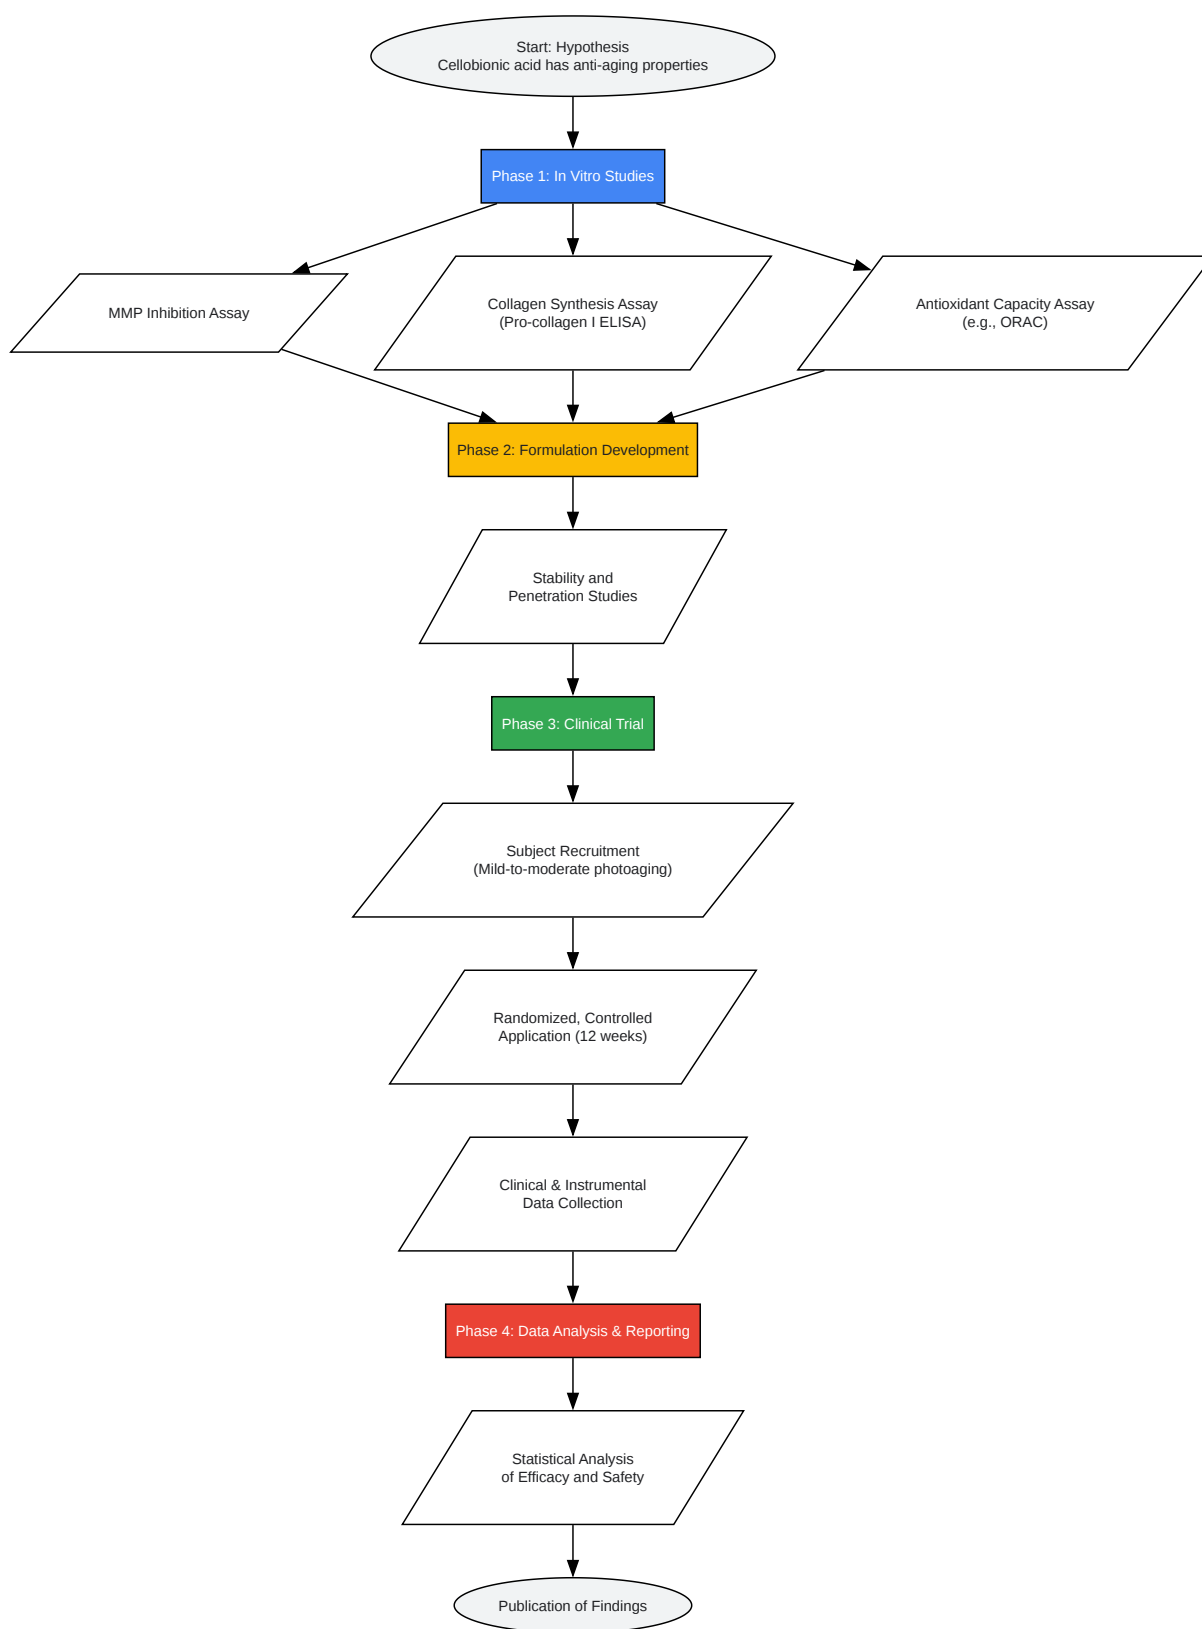 Start: Hypothesis
Cellobionic acid has anti-aging properties
Phase 1: In Vitro Studies
MMP Inhibition Assay
Collagen Synthesis Assay
(Pro-collagen I ELISA)
Antioxidant Capacity Assay
(e.g., ORAC)
Phase 2: Formulation Development
Stability and
Penetration Studies
Phase 3: Clinical Trial
Subject Recruitment
(Mild-to-moderate photoaging)
Randomized, Controlled
Application (12 weeks)
Clinical & Instrumental
Data Collection
Phase 4: Data Analysis & Reporting
Statistical Analysis
of Efficacy and Safety
Publication of Findings